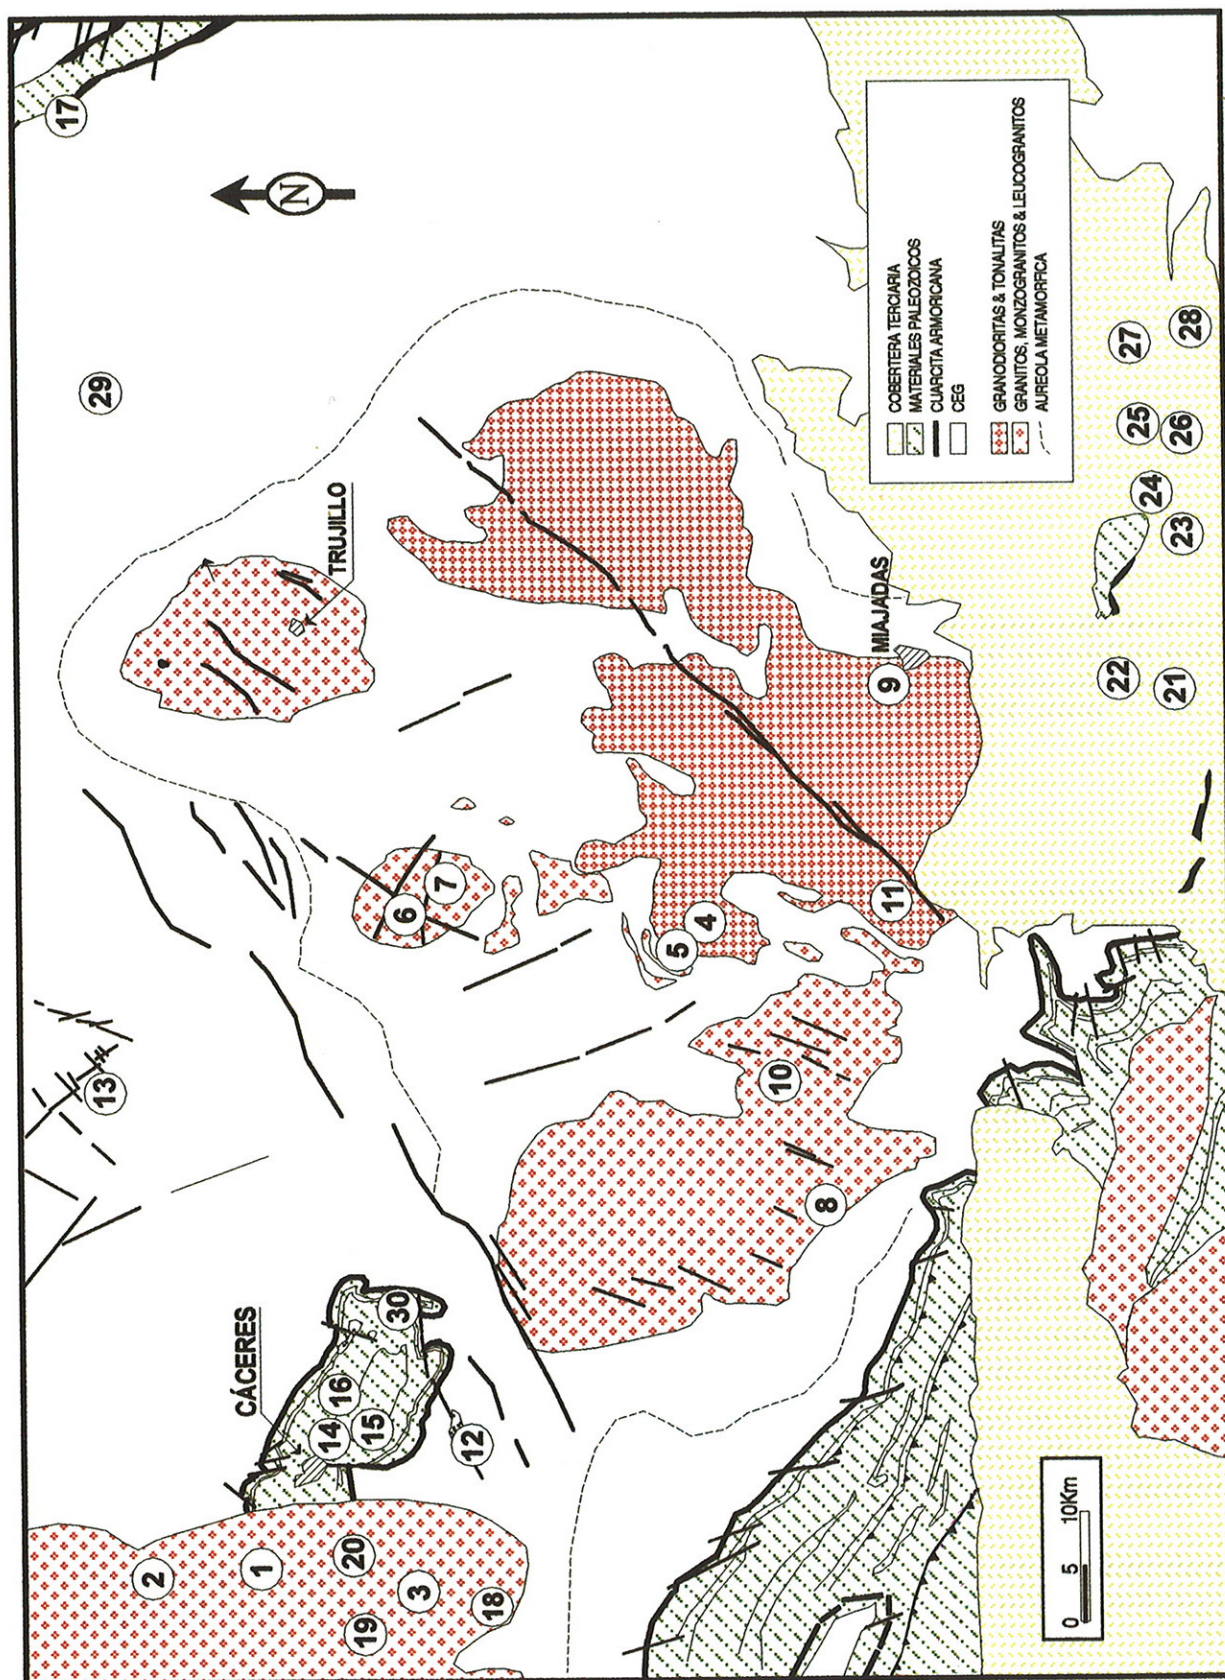 17
29
13
2
CÁCERES
1
N
14
TRUJILLO
16
20
19
15
30
6
3
7
12
18
5
4
10
8
MIAJADAS
9
11
COBERTERA TERCIARIA
MATERIALES PALEOZOICOS
CUARCITA ARMORICANA
CEG
GRANODIORITAS & TONALITAS
GRANITOS, MONZOGRANITOS & LEUCOGRANITOS
AUREOLA METAMORFICA
0 5 10Km
22
27
25
24
21
23
26
28